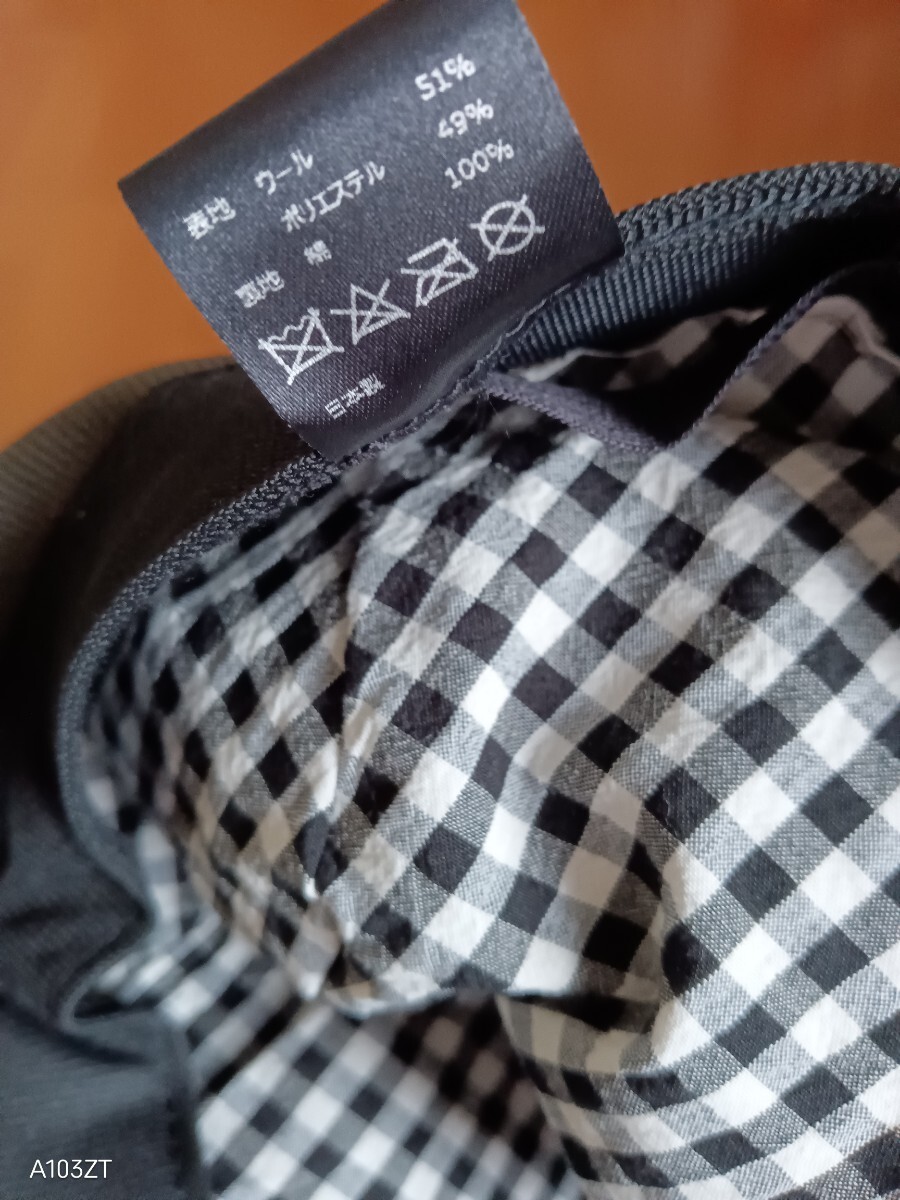 表地 ウール 51%
ポリエステル 49%
裏地 綿 100%
日本製
A103ZT